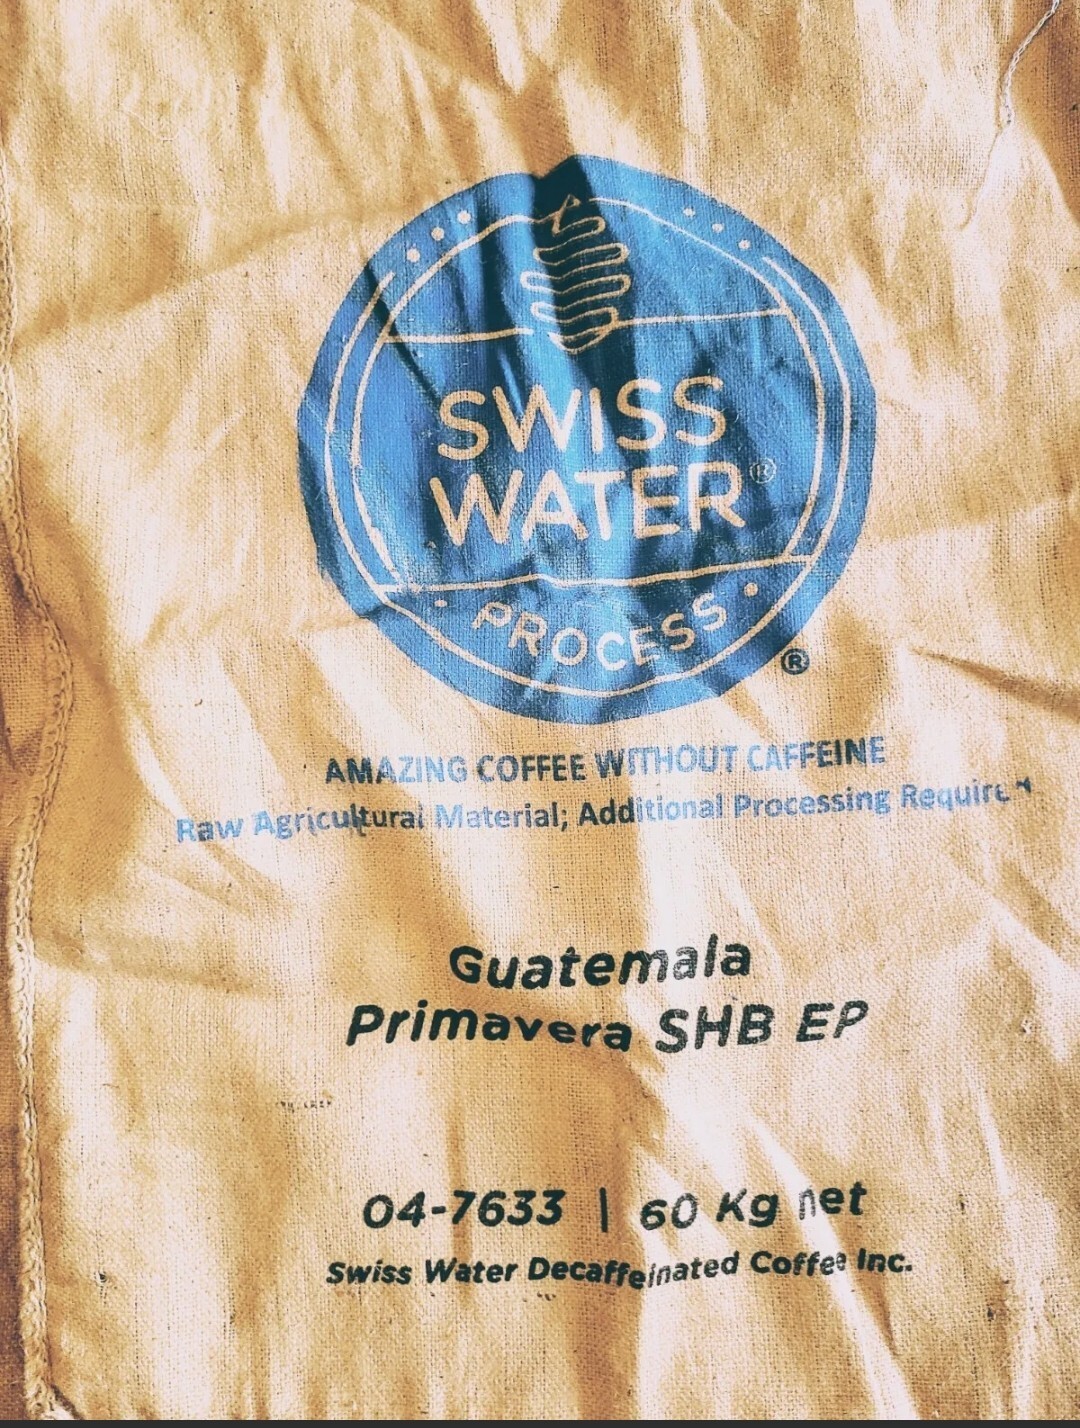 SWISS
WATER®
PROCESS
®
AMAZING COFFEE WITHOUT CAFFEINE
Raw Agricultural Material; Additional Processing Required
Guatemala
Primavera SHB EP
04-7633 | 60 Kg net
Swiss Water Decaffeinated Coffee Inc.